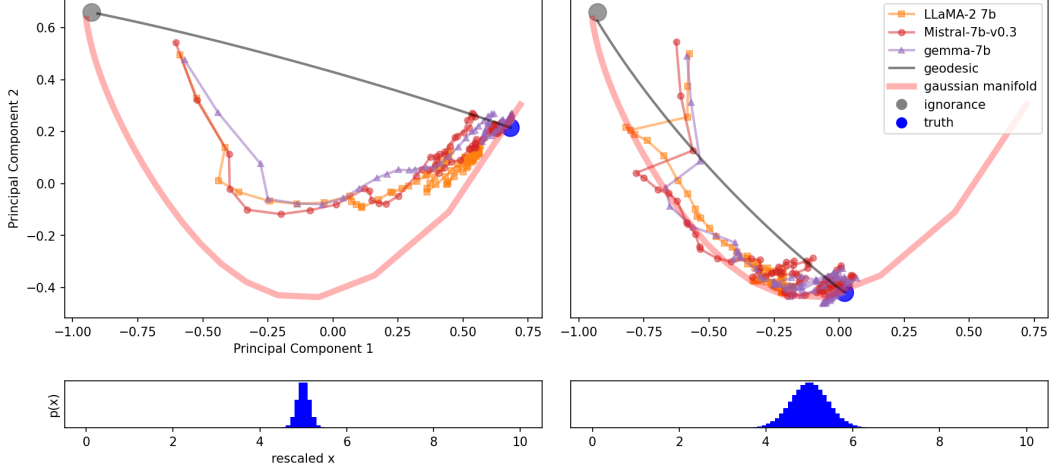 0.6
0.4
0.2
0.0
−0.2
−0.4
Principal Component 2
−1.00 −0.75 −0.50 −0.25 0.00 0.25 0.50 0.75
Principal Component 1
LLaMA-2 7b
Mistral-7b-v0.3
gemma-7b
geodesic
gaussian manifold
ignorance
truth
−1.00 −0.75 −0.50 −0.25 0.00 0.25 0.50 0.75
p(x)
0 2 4 6 8 10
rescaled x
0 2 4 6 8 10